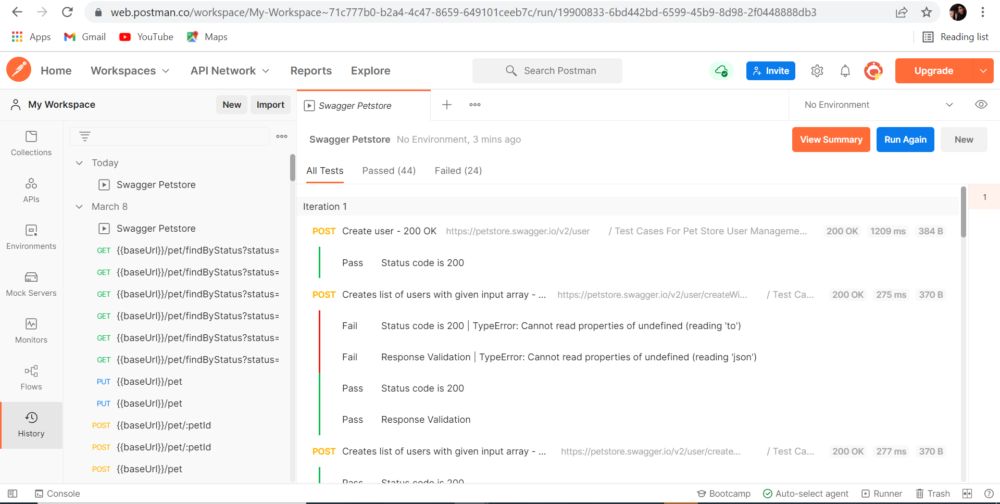 web.postman.co/workspace/My-Workspace~71c777b0-b2a4-4c47-8659-649101ceeb7c/run/19900833-6bd442bd-6599-45b9-8d98-2f0448888db3
Apps Gmail YouTube Maps Reading list
Home Workspaces API Network Reports Explore Search Postman Invite Upgrade
My Workspace New Import Swagger Petstore No Environment
Swagger Petstore No Environment, 3 mins ago View Summary Run Again New
All Tests Passed (44) Failed (24)
Collections
APIs
Environments
Mock Servers
Monitors
Flows
History
Today
Swagger Petstore
March 8
Swagger Petstore
GET {{baseUrl}}/pet/findByStatus?status=
GET {{baseUrl}}/pet/findByStatus?status=
GET {{baseUrl}}/pet/findByStatus?status=
GET {{baseUrl}}/pet/findByStatus?status=
GET {{baseUrl}}/pet/findByStatus?status=
GET {{baseUrl}}/pet/findByStatus?status=
PUT {{baseUrl}}/pet
PUT {{baseUrl}}/pet
POST {{baseUrl}}/pet/:petId
POST {{baseUrl}}/pet/:petId
POST {{baseUrl}}/pet
Iteration 1
1
POST Create user - 200 OK https://petstore.swagger.io/v2/user / Test Cases For Pet Store User Manageme... 200 OK 1209 ms 384 B
Pass Status code is 200
POST Creates list of users with given input array - ... https://petstore.swagger.io/v2/user/createWi... / Test Ca... 200 OK 275 ms 370 B
Fail Status code is 200 | TypeError: Cannot read properties of undefined (reading 'to')
Fail Response Validation | TypeError: Cannot read properties of undefined (reading 'json')
Pass Status code is 200
Pass Response Validation
POST Creates list of users with given input array - ... https://petstore.swagger.io/v2/user/create... / Test Ca... 200 OK 277 ms 370 B
Pass Status code is 200
Console Bootcamp Auto-select agent Runner Trash